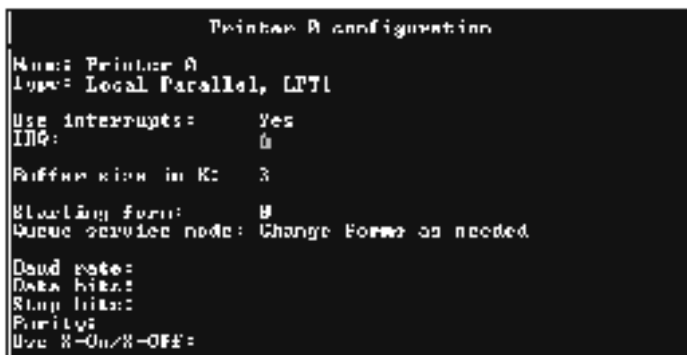 Printer 0 configuration
Name: Printer 0
Type: Local Parallel, LPT1
Use interrupts: Yes
IRQ:
Buffer size in K: 3
Starting form: 0
Queue service mode: Change forms as needed
Baud rate:
Data bits:
Stop bits:
Parity:
Use X-On/X-Off: